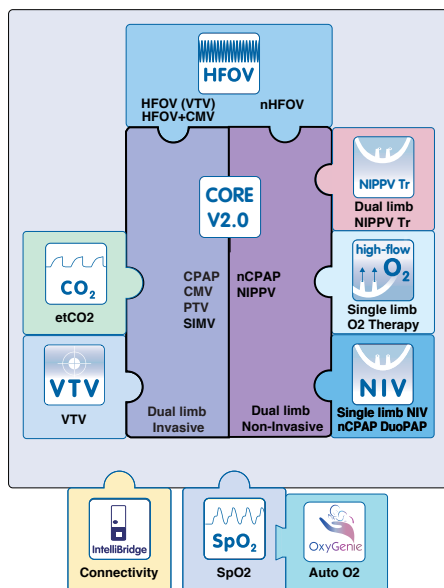 HFOV
HFOV (VTV)
HFOV+CMV
nHFOV
CORE
V2.0
NIPPV Tr
Dual limb
NIPPV Tr
CO2
etCO2
CPAP
CMV
PTV
SIMV
nCPAP
NIPPV
high-flow
O2
Single limb
O2 Therapy
VTV
VTV
Dual limb
Invasive
Dual limb
Non-Invasive
NIV
Single limb NIV
nCPAP DuoPAP
IntelliBridge
Connectivity
SpO2
SpO2
OxyGenie
Auto O2